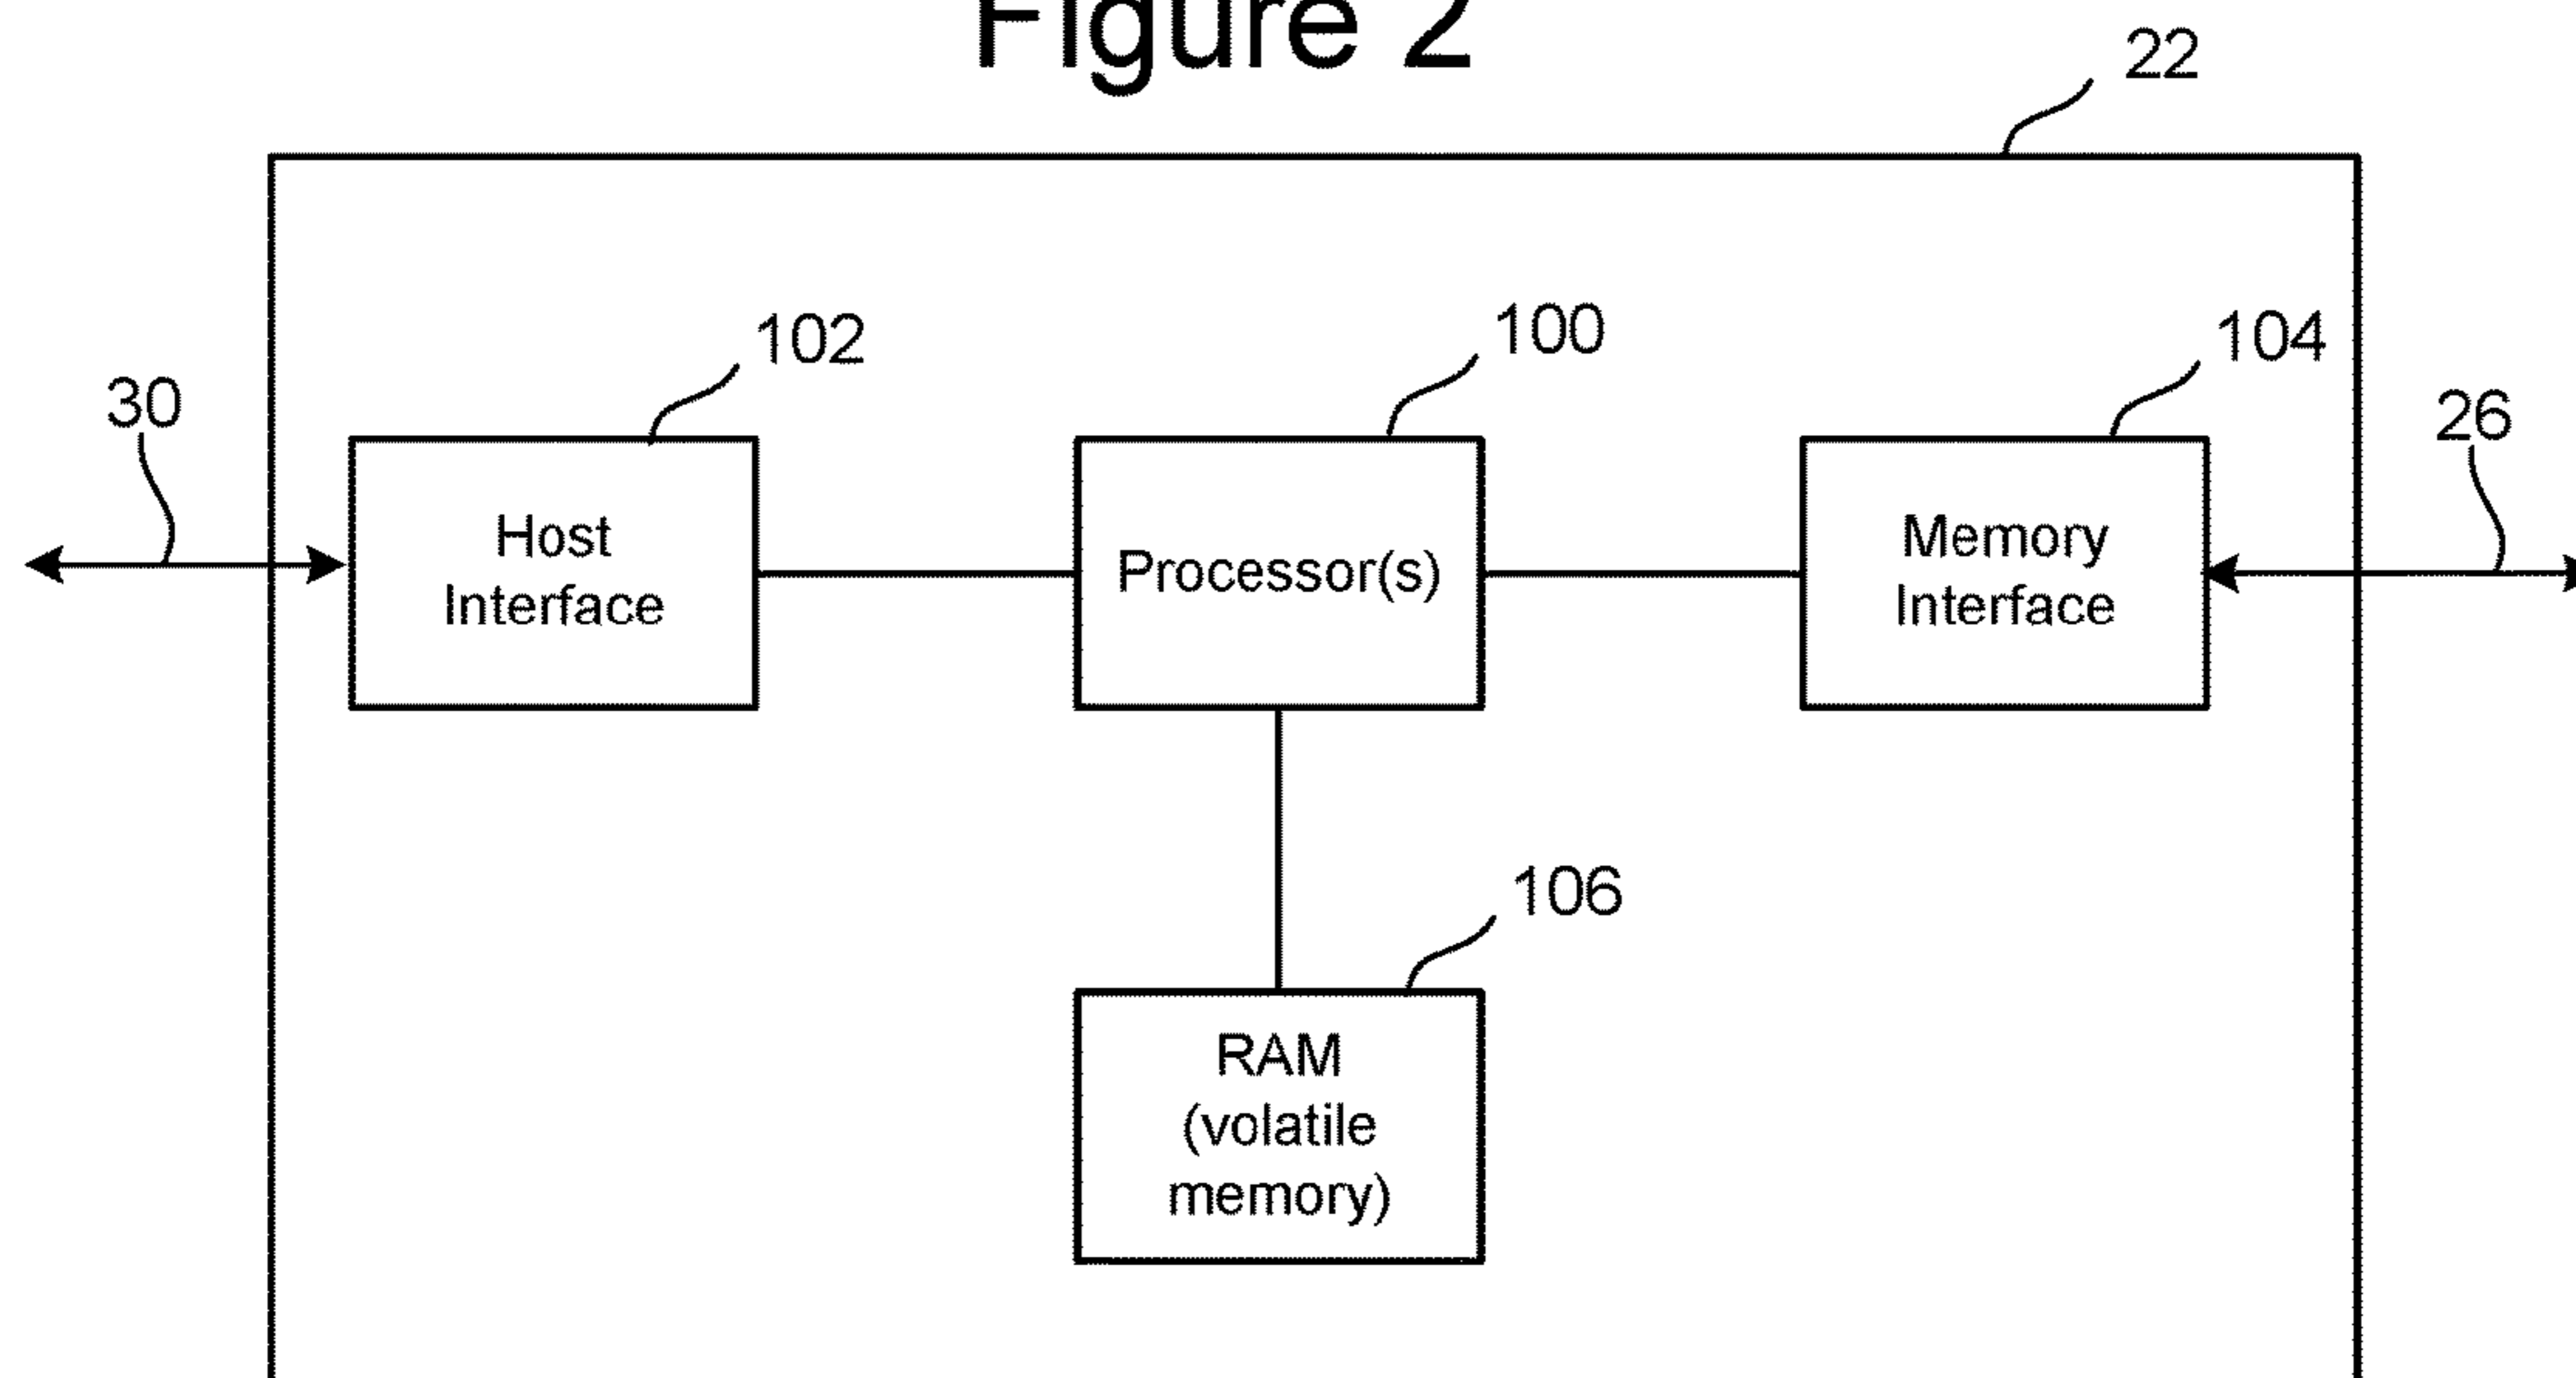 Figure 2
22
102
100
104
30
26
Host
Interface
Processor(s)
Memory
Interface
106
RAM
(volatile
memory)